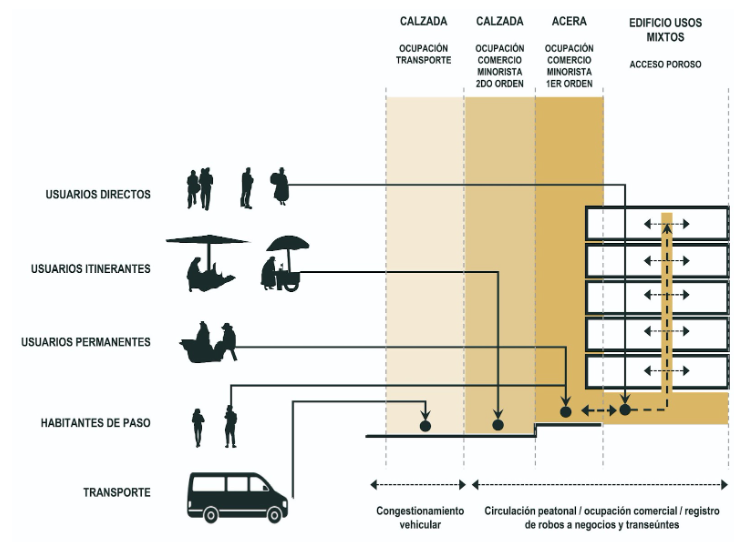 CALZADA
OCUPACIÓN
TRANSPORTE
CALZADA
OCUPACIÓN
COMERCIO
MINORISTA
2DO ORDEN
ACERA
OCUPACIÓN
COMERCIO
MINORISTA
1ER ORDEN
EDIFICIO USOS
MIXTOS
ACCESO POROSO
USUARIOS DIRECTOS
USUARIOS ITINERANTES
USUARIOS PERMANENTES
HABITANTES DE PASO
TRANSPORTE
Congestionamiento
vehicular
Circulación peatonal / ocupación comercial / registro
de robos a negocios y transeúntes